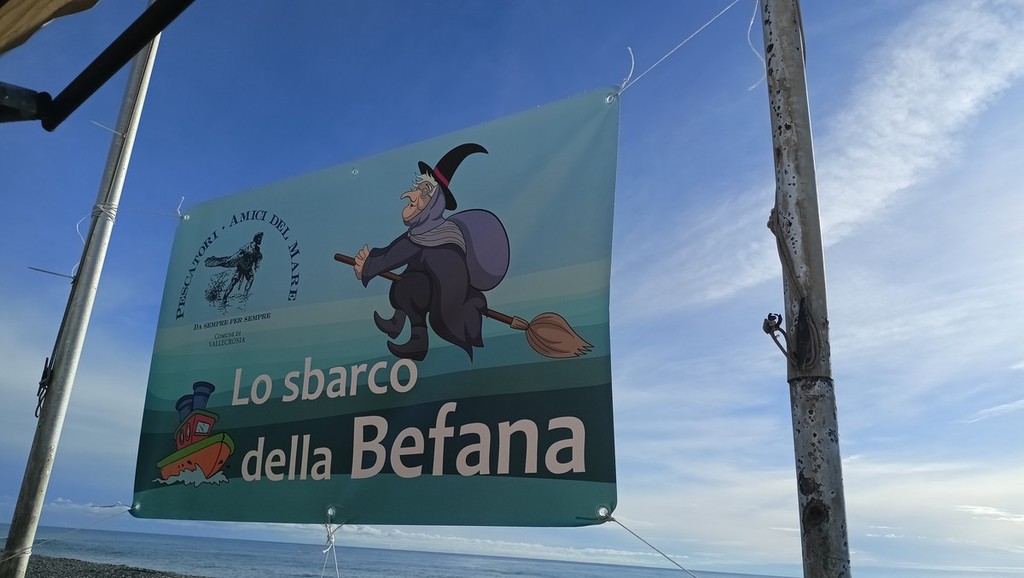 PESCATORI · AMICI DEL MARE
DA SEMPRE PER SEMPRE
COMUNE DI
VALLECROSIA
Lo sbarco
della Befana